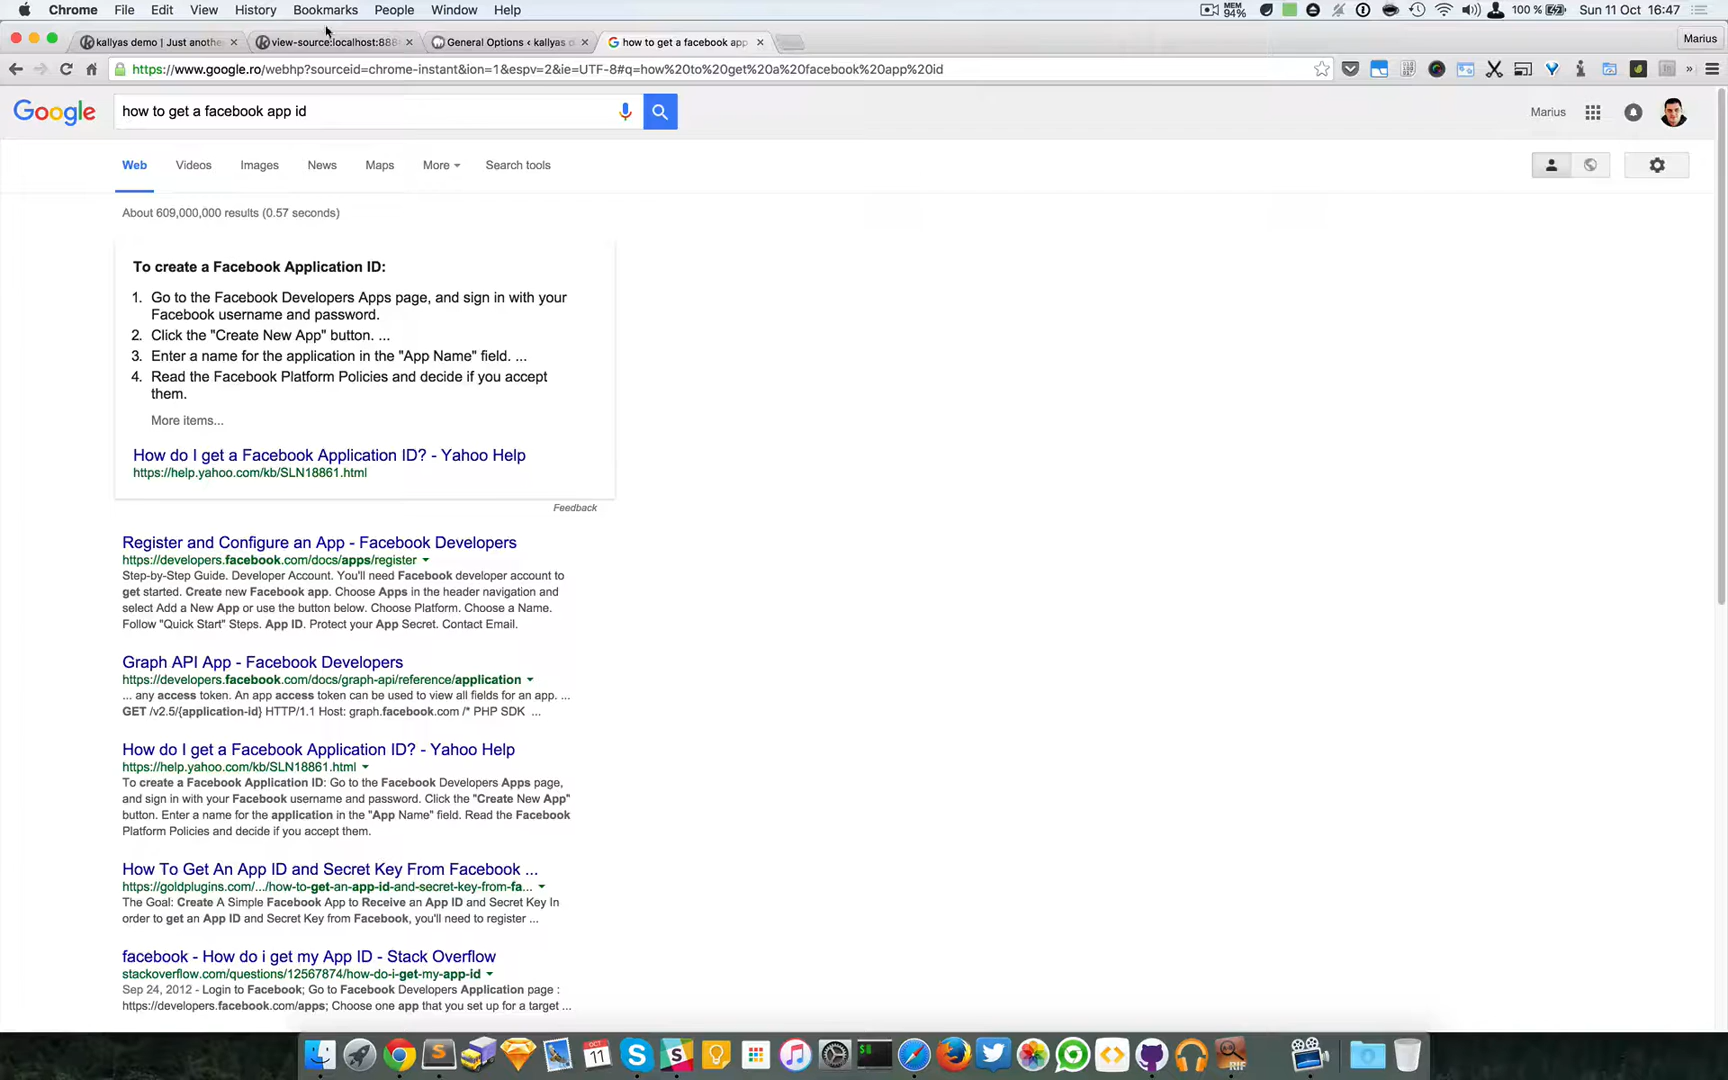 Chrome File Edit View History Bookmarks People Window Help MEM 94% 100 % Sun 11 Oct 16:47
kallyas demo | Just anothe view-source:localhost:888 General Options ‹ kallyas d how to get a facebook app Marius
https://www.google.ro/webhp?sourceid=chrome-instant&ion=1&espv=2&ie=UTF-8#q=how%20to%20get%20a%20facebook%20app%20id
Google how to get a facebook app id Marius
Web Videos Images News Maps More Search tools
About 609,000,000 results (0.57 seconds)
To create a Facebook Application ID:
1. Go to the Facebook Developers Apps page, and sign in with your
Facebook username and password.
2. Click the "Create New App" button. ...
3. Enter a name for the application in the "App Name" field. ...
4. Read the Facebook Platform Policies and decide if you accept
them.
More items...
How do I get a Facebook Application ID? - Yahoo Help
https://help.yahoo.com/kb/SLN18861.html
Feedback
Register and Configure an App - Facebook Developers
https://developers.facebook.com/docs/apps/register
Step-by-Step Guide. Developer Account. You'll need Facebook developer account to
get started. Create new Facebook app. Choose Apps in the header navigation and
select Add a New App or use the button below. Choose Platform. Choose a Name.
Follow "Quick Start" Steps. App ID. Protect your App Secret. Contact Email.
Graph API App - Facebook Developers
https://developers.facebook.com/docs/graph-api/reference/application
... any access token. An app access token can be used to view all fields for an app. ...
GET /v2.5/{application-id} HTTP/1.1 Host: graph.facebook.com /* PHP SDK ...
How do I get a Facebook Application ID? - Yahoo Help
https://help.yahoo.com/kb/SLN18861.html
To create a Facebook Application ID: Go to the Facebook Developers Apps page,
and sign in with your Facebook username and password. Click the "Create New App"
button. Enter a name for the application in the "App Name" field. Read the Facebook
Platform Policies and decide if you accept them.
How To Get An App ID and Secret Key From Facebook ...
https://goldplugins.com/.../how-to-get-an-app-id-and-secret-key-from-fa...
The Goal: Create A Simple Facebook App to Receive an App ID and Secret Key In
order to get an App ID and Secret Key from Facebook, you'll need to register ...
facebook - How do i get my App ID - Stack Overflow
stackoverflow.com/questions/12567874/how-do-i-get-my-app-id
Sep 24, 2012 - Login to Facebook; Go to Facebook Developers Application page :
https://developers.facebook.com/apps; Choose one app that you set up for a target ...